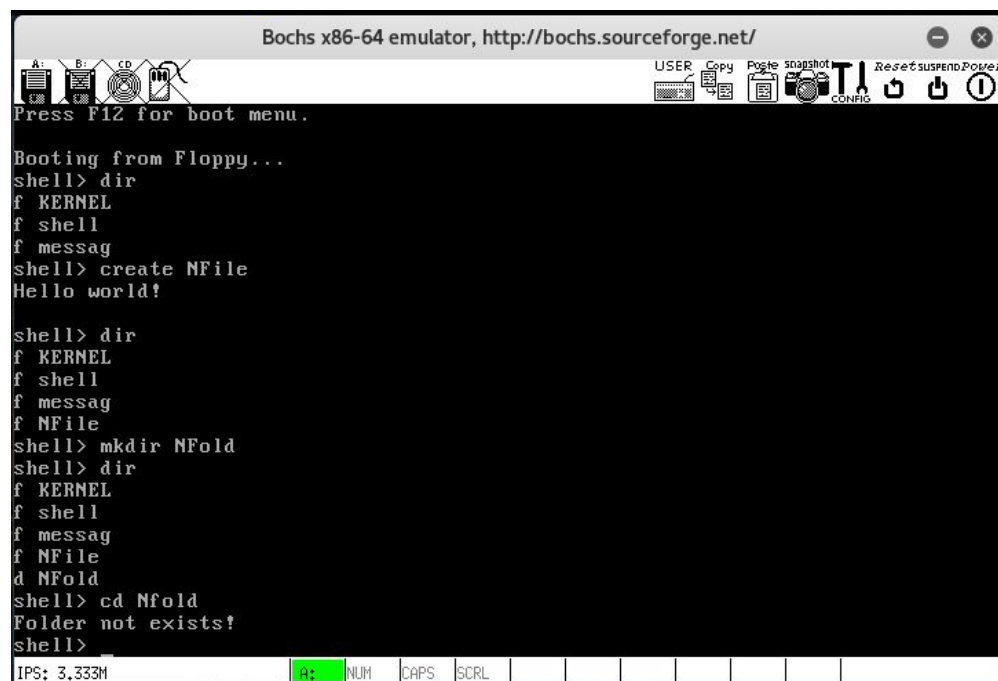 Bochs x86-64 emulator, http://bochs.sourceforge.net/
A: B: CD USER Copy Poste snapshot CONFIG Reset SUSPEND Power
Press F12 for boot menu.
Booting from Floppy...
shell> dir
f KERNEL
f shell
f messag
shell> create NFile
Hello world!
shell> dir
f KERNEL
f shell
f messag
f NFile
shell> mkdir NFold
shell> dir
f KERNEL
f shell
f messag
f NFile
d NFold
shell> cd Nfold
Folder not exists!
shell> _
IPS: 3.333M A: NUM CAPS SCRL